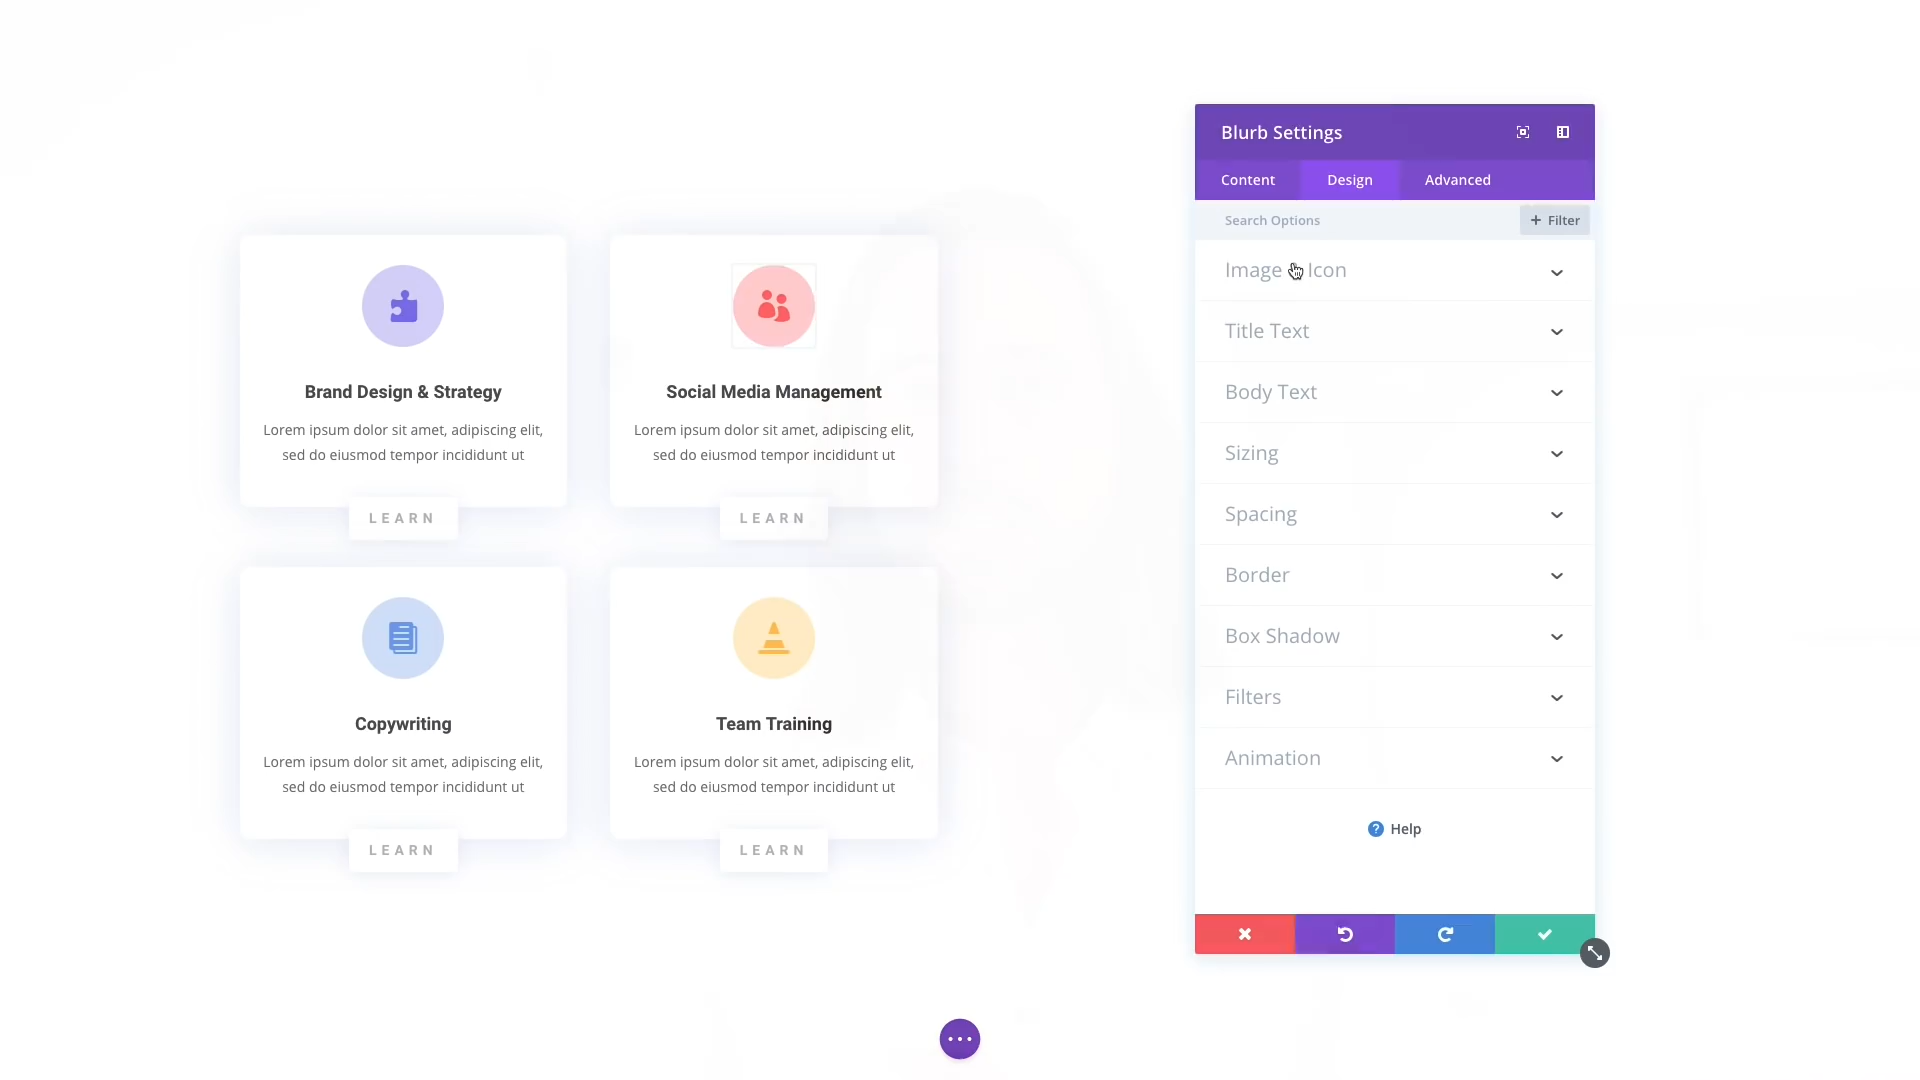 Brand Design & Strategy
Lorem ipsum dolor sit amet, adipiscing elit,
sed do eiusmod tempor incididunt ut
LEARN
Social Media Management
Lorem ipsum dolor sit amet, adipiscing elit,
sed do eiusmod tempor incididunt ut
LEARN
Copywriting
Lorem ipsum dolor sit amet, adipiscing elit,
sed do eiusmod tempor incididunt ut
LEARN
Team Training
Lorem ipsum dolor sit amet, adipiscing elit,
sed do eiusmod tempor incididunt ut
LEARN
Blurb Settings
Content Design Advanced
Search Options + Filter
Image Icon
Title Text
Body Text
Sizing
Spacing
Border
Box Shadow
Filters
Animation
? Help